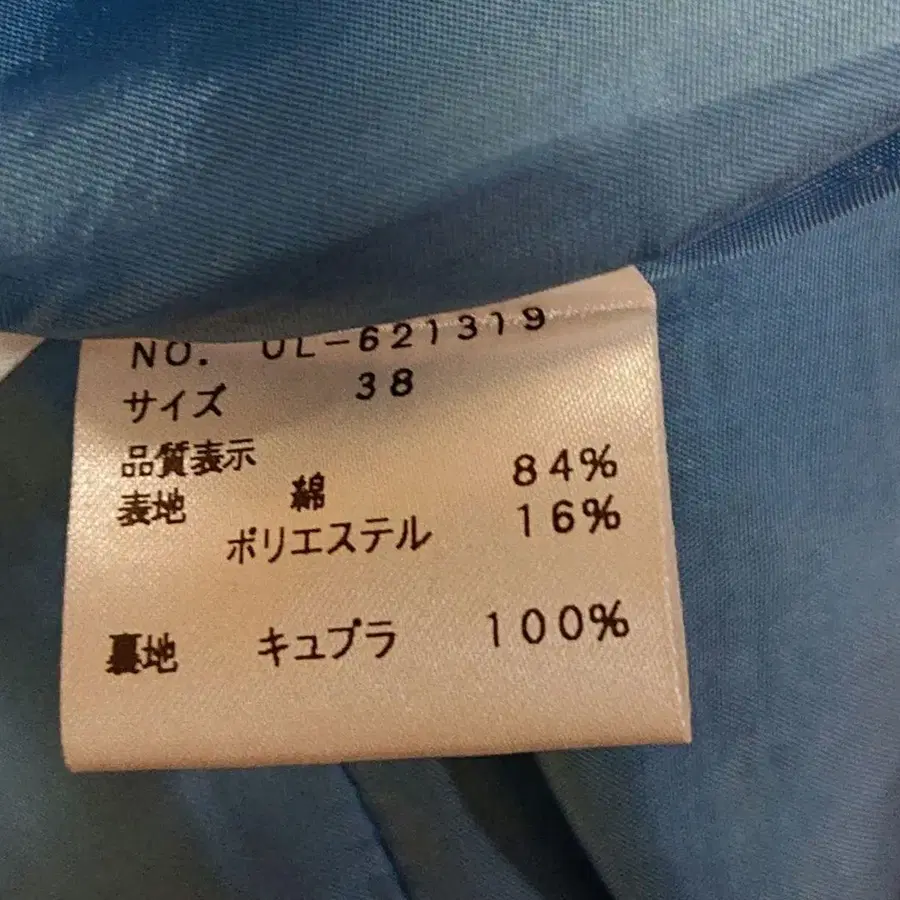 NO. UL-621319
サイズ 38
品質表示
表地 綿 84%
ポリエステル 16%
裏地 キュプラ 100%